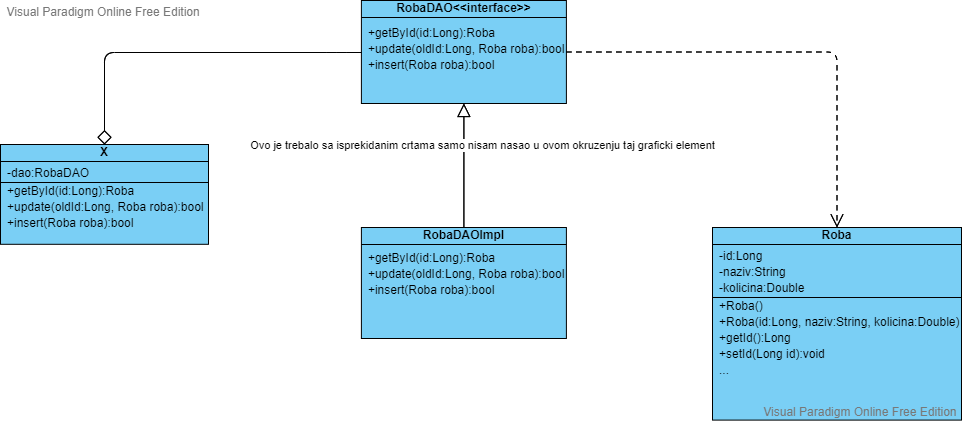 Visual Paradigm Online Free Edition
RobaDAO<<interface>>
+getById(id:Long):Roba
+update(oldId:Long, Roba roba):bool
+insert(Roba roba):bool
Ovo je trebalo sa isprekidanim crtama samo nisam nasao u ovom okruzenju taj graficki element
X
-dao:RobaDAO
+getById(id:Long):Roba
+update(oldId:Long, Roba roba):bool
+insert(Roba roba):bool
RobaDAOImpl
+getById(id:Long):Roba
+update(oldId:Long, Roba roba):bool
+insert(Roba roba):bool
Roba
-id:Long
-naziv:String
-kolicina:Double
+Roba()
+Roba(id:Long, naziv:String, kolicina:Double)
+getId():Long
+setId(Long id):void
...
Visual Paradigm Online Free Edition